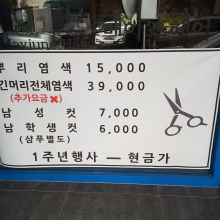 뿌리염색 15,000
긴머리전체염색 39,000
(추가요금✖)
남성컷 7,000
남학생컷 6,000
(샴푸별도)
1주년행사 — 현금가